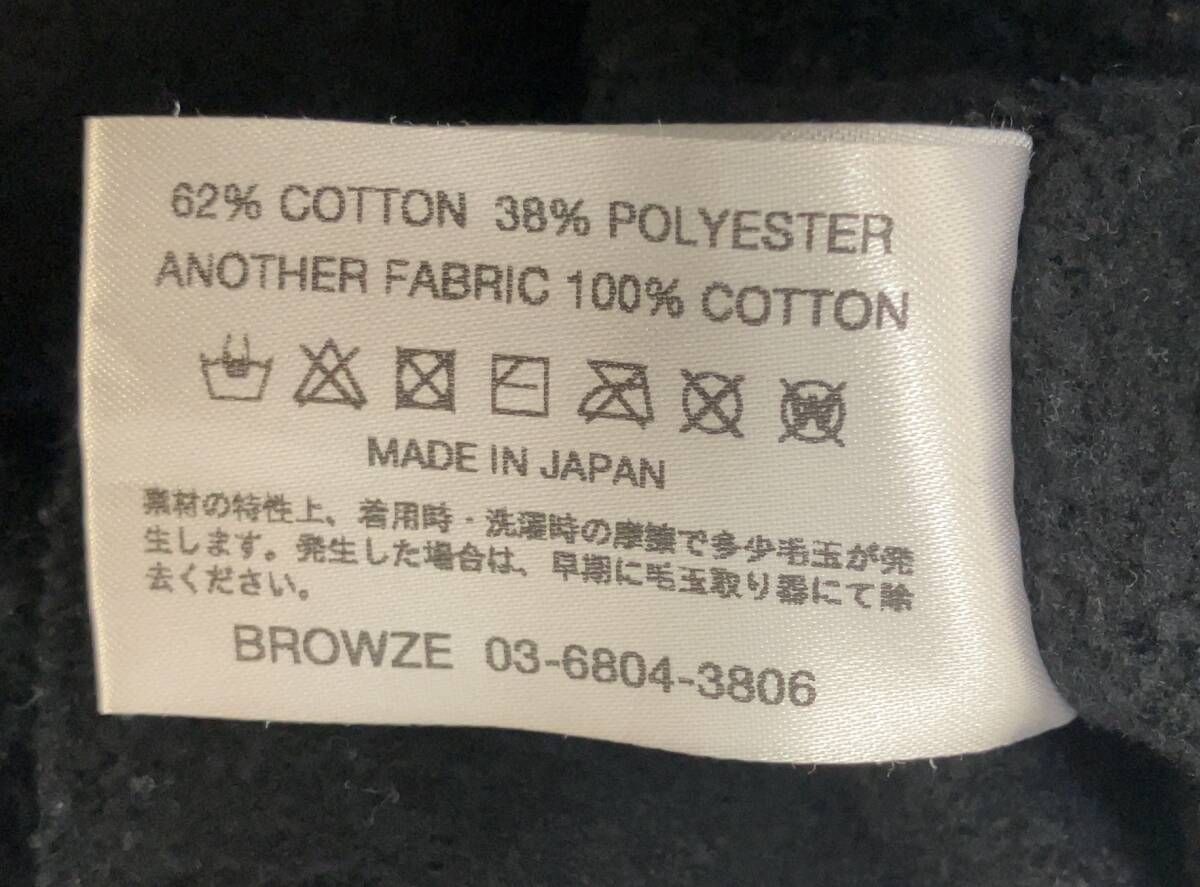 62% COTTON 38% POLYESTER
ANOTHER FABRIC 100% COTTON
MADE IN JAPAN
素材の特性上、着用時・洗濯時の摩擦で多少毛玉が発
生します。発生した場合は、早期に毛玉取り器にて除
去ください。
BROWZE 03-6804-3806